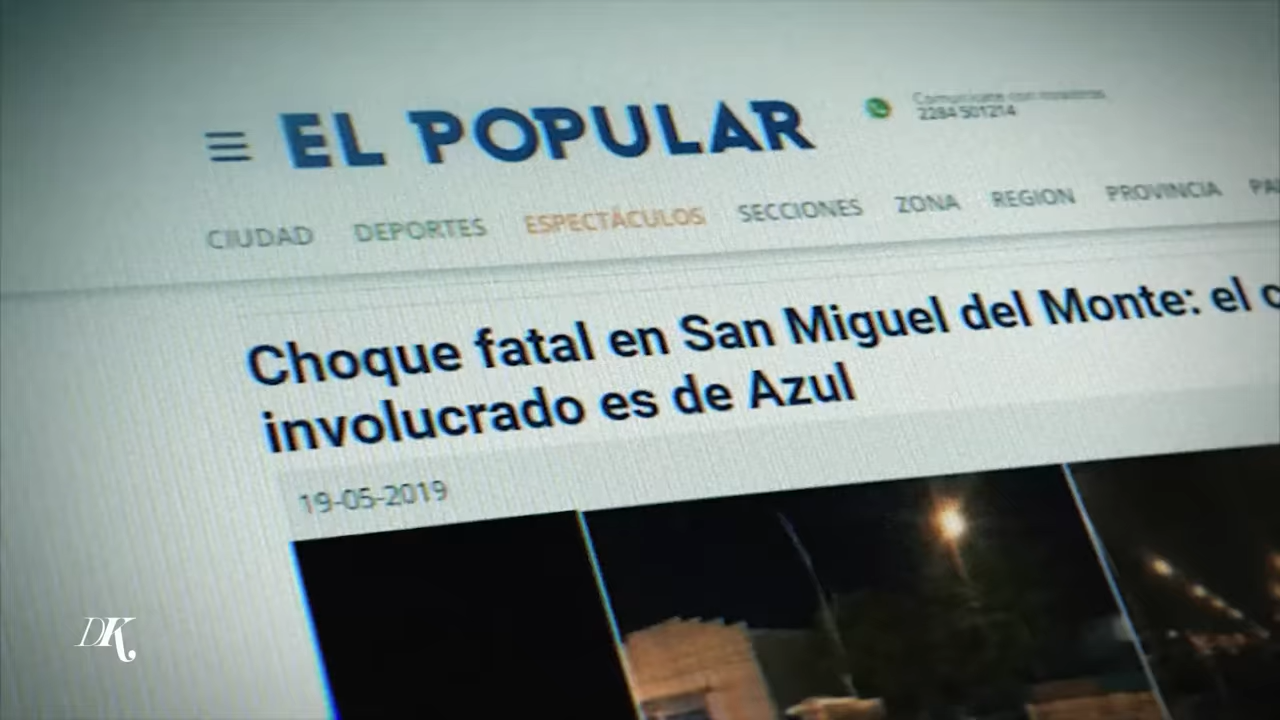 EL POPULAR
2284 501214
CIUDAD DEPORTES ESPECTÁCULOS SECCIONES ZONA REGION PROVINCIA
Choque fatal en San Miguel del Monte: el
involucrado es de Azul
19-05-2019
DK